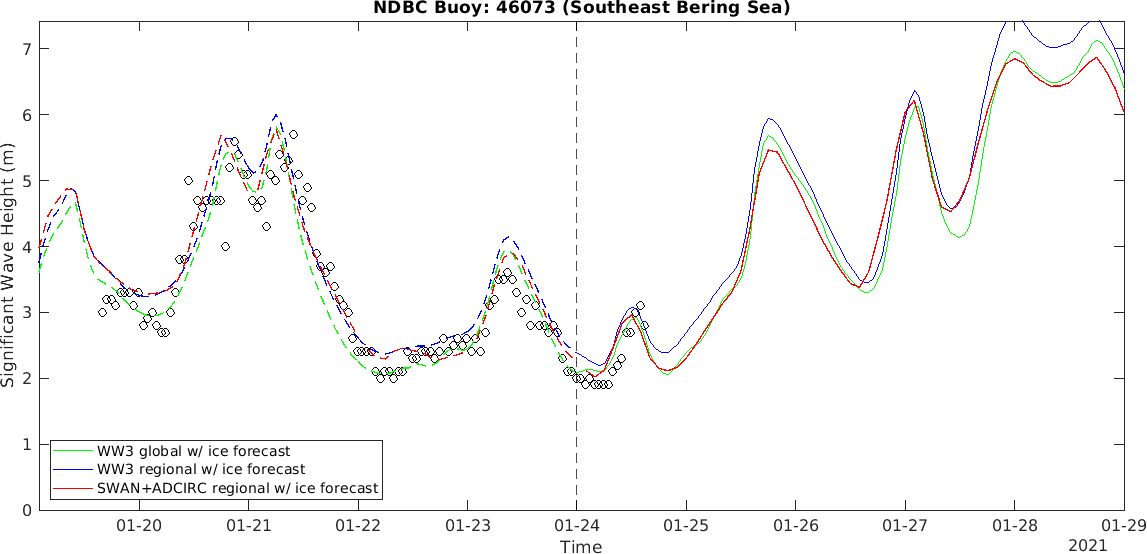 NDBC Buoy: 46073 (Southeast Bering Sea)
Significant Wave Height (m)
7
6
5
4
3
2
1
0
WW3 global w/ ice forecast
WW3 regional w/ ice forecast
SWAN+ADCIRC regional w/ ice forecast
01-20 01-21 01-22 01-23 01-24 01-25 01-26 01-27 01-28 01-29
Time
2021